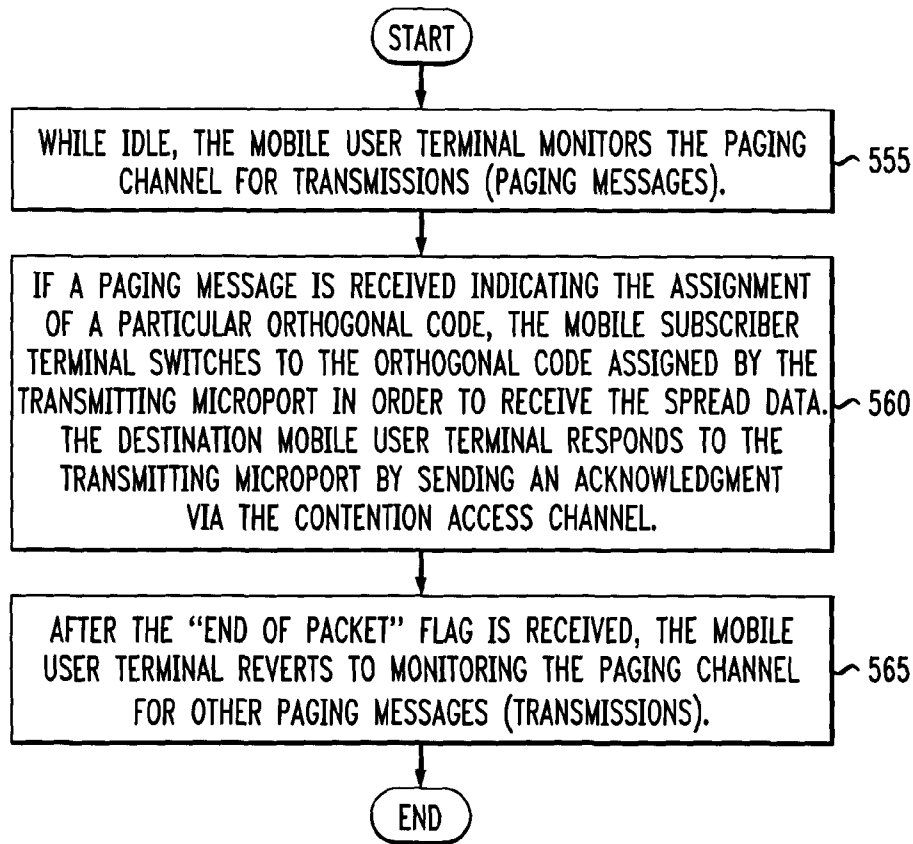 START
WHILE IDLE, THE MOBILE USER TERMINAL MONITORS THE PAGING
CHANNEL FOR TRANSMISSIONS (PAGING MESSAGES).
555
IF A PAGING MESSAGE IS RECEIVED INDICATING THE ASSIGNMENT
OF A PARTICULAR ORTHOGONAL CODE, THE MOBILE SUBSCRIBER
TERMINAL SWITCHES TO THE ORTHOGONAL CODE ASSIGNED BY THE
TRANSMITTING MICROPORT IN ORDER TO RECEIVE THE SPREAD DATA.
THE DESTINATION MOBILE USER TERMINAL RESPONDS TO THE
TRANSMITTING MICROPORT BY SENDING AN ACKNOWLEDGMENT
VIA THE CONTENTION ACCESS CHANNEL.
560
AFTER THE “END OF PACKET” FLAG IS RECEIVED, THE MOBILE
USER TERMINAL REVERTS TO MONITORING THE PAGING CHANNEL
FOR OTHER PAGING MESSAGES (TRANSMISSIONS).
565
END